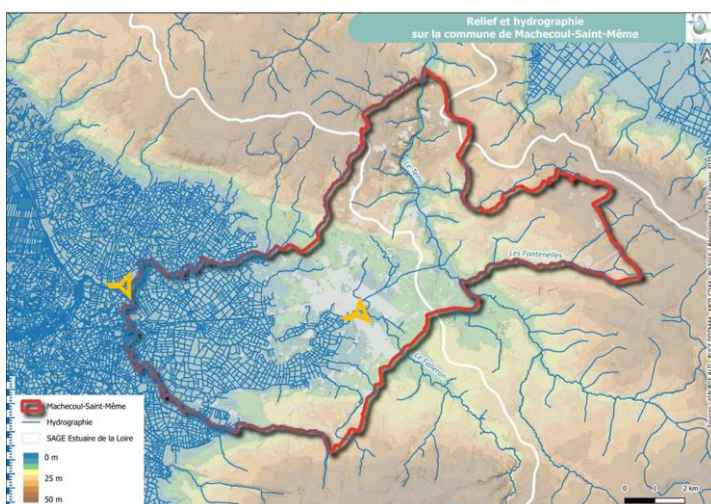 Relief et hydrographie
sur la commune de Machecoul-Saint-Même
Le Tenu
Les Fontenelles
Le Falleron
Machecoul-Saint-Même
Hydrographie
SAGE Estuaire de la Loire
0 m
25 m
50 m
0 1 2 km